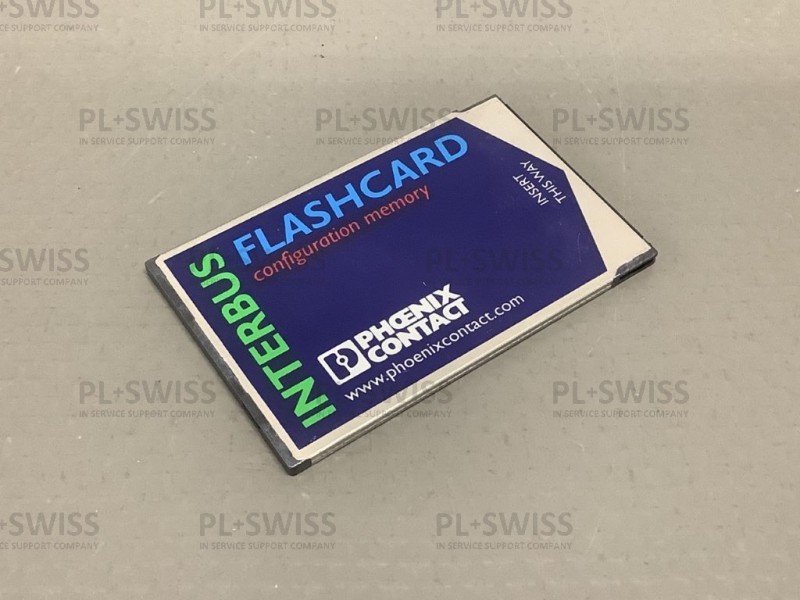 INTERBUS
FLASHCARD
configuration memory
INSERT
THIS WAY
PHŒNIX
CONTACT
www.phoenixcontact.com
PL+SWISS
IN SERVICE SUPPORT COMPANY